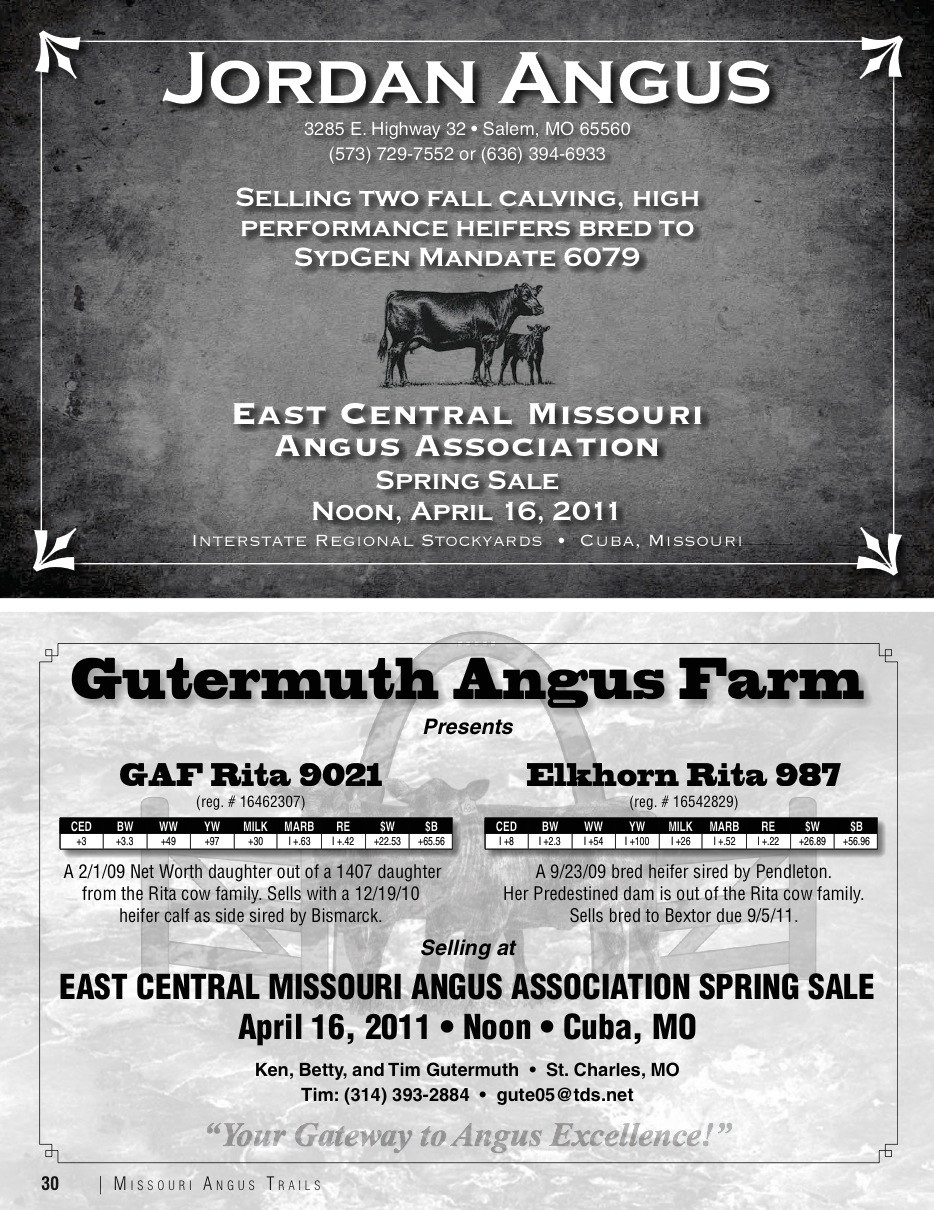 Jordan Angus
3285 E. Highway 32 • Salem, MO 65560
(573) 729-7552 or (636) 394-6933
Selling two fall calving, high
performance heifers bred to
SydGen Mandate 6079
East Central Missouri
Angus Association
Spring Sale
Noon, April 16, 2011
Interstate Regional Stockyards • Cuba, Missouri
Gutermuth Angus Farm
Presents
GAF Rita 9021
(reg. # 16462307)
CED BW WW YW MILK MARB RE $W $B
+3 +3.3 +49 +97 +30 I +.63 I +.42 +22.53 +65.56
A 2/1/09 Net Worth daughter out of a 1407 daughter
from the Rita cow family. Sells with a 12/19/10
heifer calf as side sired by Bismarck.
Elkhorn Rita 987
(reg. # 16542829)
CED BW WW YW MILK MARB RE $W $B
I +8 I +2.3 I +54 I +100 I +26 I +.52 I +.22 +26.89 +56.96
A 9/23/09 bred heifer sired by Pendleton.
Her Predestined dam is out of the Rita cow family.
Sells bred to Bextor due 9/5/11.
Selling at
EAST CENTRAL MISSOURI ANGUS ASSOCIATION SPRING SALE
April 16, 2011 • Noon • Cuba, MO
Ken, Betty, and Tim Gutermuth • St. Charles, MO
Tim: (314) 393-2884 • gute05@tds.net
“Your Gateway to Angus Excellence!”
30 | Missouri Angus Trails